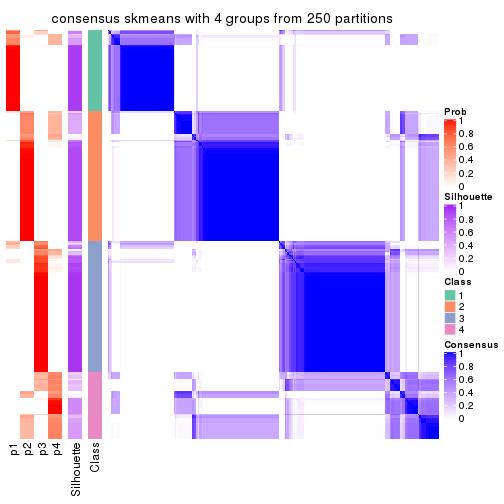 consensus skmeans with 4 groups from 250 partitions
Prob
1
0.8
0.6
0.4
0.2
0
Silhouette
1
0.8
0.6
0.4
0.2
0
Class
1
2
3
4
Consensus
1
0.8
0.6
0.4
0.2
0
p1
p2
p3
p4
Silhouette
Class